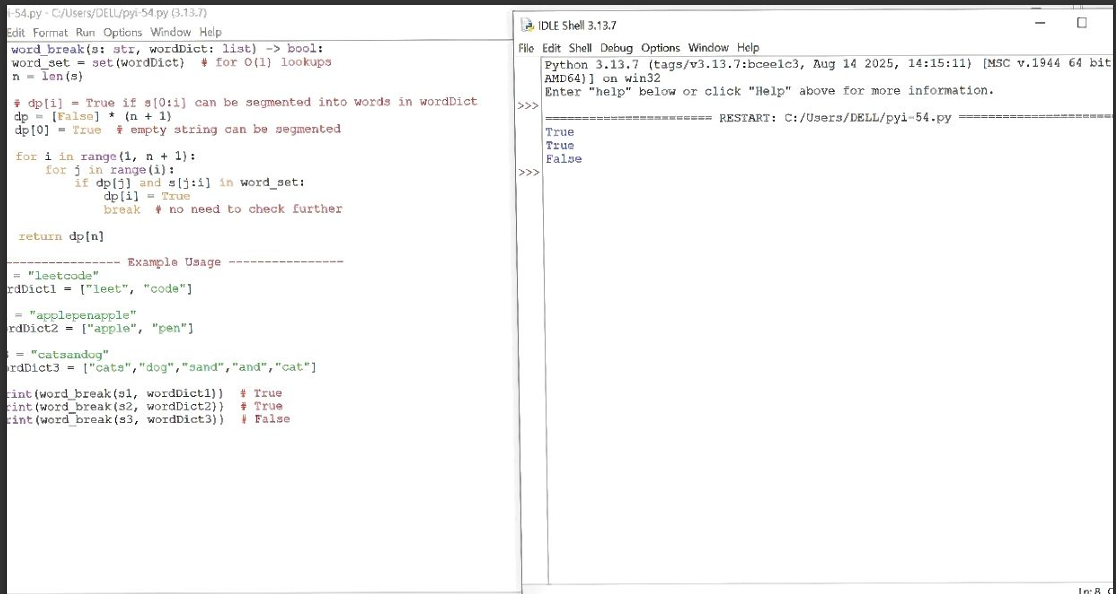 i-54.py - C:/Users/DELL/pyi-54.py (3.13.7)
Edit Format Run Options Window Help
word_break(s: str, wordDict: list) -> bool:
word_set = set(wordDict)  # for O(1) lookups
n = len(s)
# dp[i] = True if s[0:i] can be segmented into words in wordDict
dp = [False] * (n + 1)
dp[0] = True  # empty string can be segmented
for i in range(1, n + 1):
for j in range(i):
if dp[j] and s[j:i] in word_set:
dp[i] = True
break  # no need to check further
return dp[n]
---------------- Example Usage ----------------
= "leetcode"
rdDict1 = ["leet", "code"]
= "applepenapple"
rdDict2 = ["apple", "pen"]
3 = "catsandog"
ordDict3 = ["cats","dog","sand","and","cat"]
rint(word_break(s1, wordDict1))  # True
rint(word_break(s2, wordDict2))  # True
rint(word_break(s3, wordDict3))  # False
IDLE Shell 3.13.7
File Edit Shell Debug Options Window Help
Python 3.13.7 (tags/v3.13.7:bcee1c3, Aug 14 2025, 14:15:11) [MSC v.1944 64 bit
AMD64)] on win32
Enter "help" below or click "Help" above for more information.
>>>
======================= RESTART: C:/Users/DELL/pyi-54.py =====================
True
True
False
>>>
Ln: 8